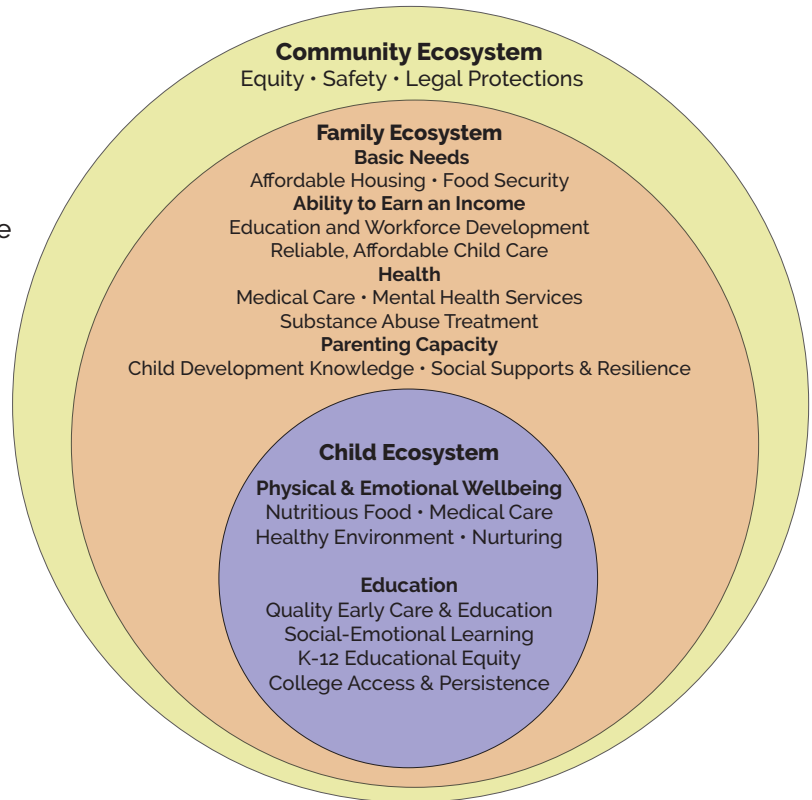 Community Ecosystem
Equity • Safety • Legal Protections
Family Ecosystem
Basic Needs
Affordable Housing • Food Security
Ability to Earn an Income
e
Education and Workforce Development
Reliable, Affordable Child Care
Health
Medical Care • Mental Health Services
Substance Abuse Treatment
Parenting Capacity
Child Development Knowledge • Social Supports & Resilience
Child Ecosystem
Physical & Emotional Wellbeing
Nutritious Food • Medical Care
Healthy Environment • Nurturing
Education
Quality Early Care & Education
Social-Emotional Learning
K-12 Educational Equity
College Access & Persistence